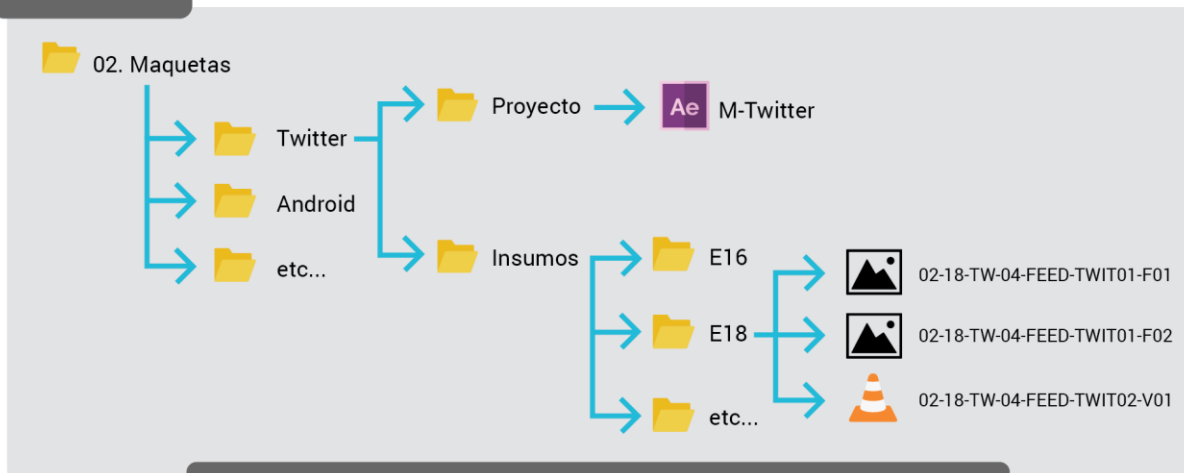 02. Maquetas
Twitter
Android
etc...
Proyecto
Ae
M-Twitter
Insumos
E16
E18
etc...
02-18-TW-04-FEED-TWIT01-F01
02-18-TW-04-FEED-TWIT01-F02
02-18-TW-04-FEED-TWIT02-V01